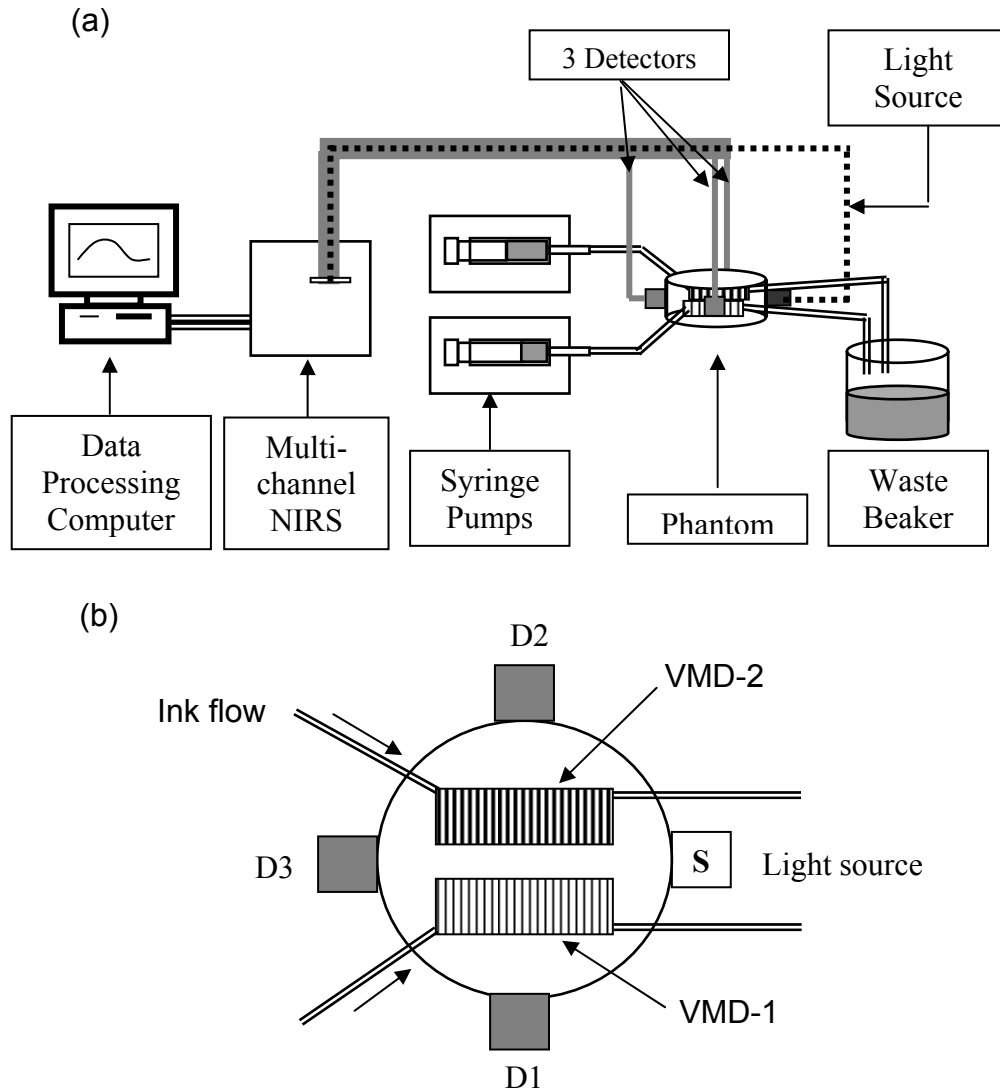 (a)
3 Detectors
Light
Source
Data
Processing
Computer
Multi-
channel
NIRS
Syringe
Pumps
Phantom
Waste
Beaker
(b)
D2
VMD-2
Ink flow
D3
S
Light source
VMD-1
D1